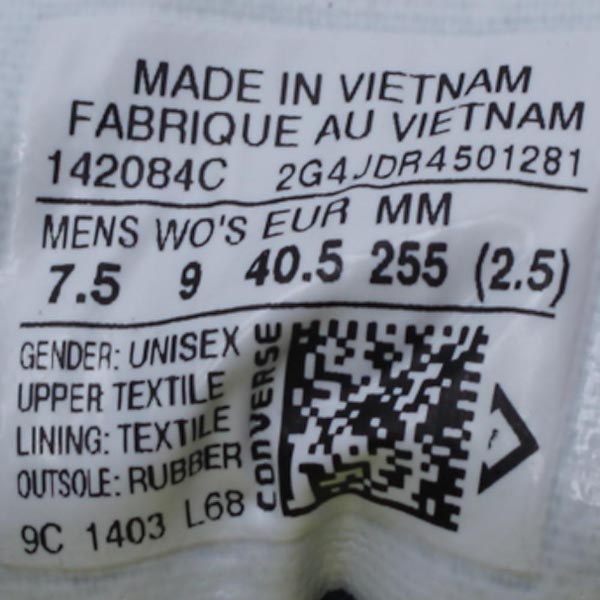 MADE IN VIETNAM
FABRIQUE AU VIETNAM
142084C 2G4JDR4501281
MENS WO'S EUR MM
7.5 9 40.5 255 (2.5)
GENDER: UNISEX
UPPER TEXTILE
LINING: TEXTILE
OUTSOLE: RUBBER
9C 1403 L68
CONVERSE